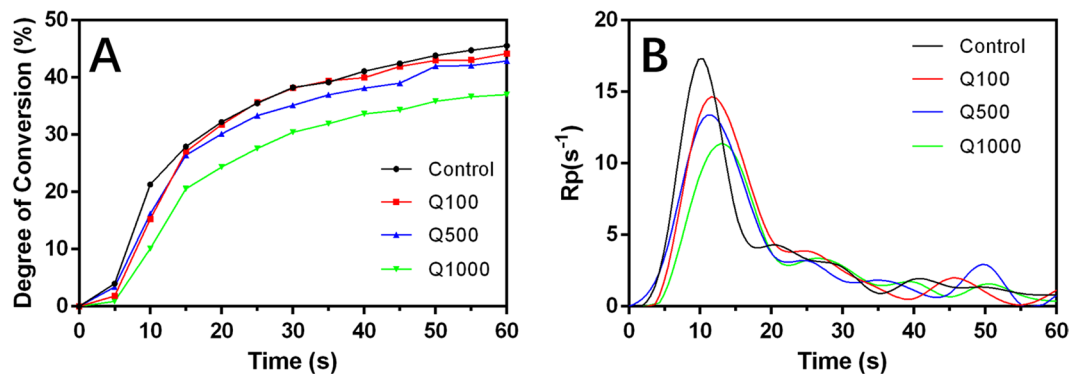 A
Degree of Conversion (%)
50
40
30
20
10
0
Control
Q100
Q500
Q1000
0 10 20 30 40 50 60
Time (s)
B
Rp(s-1)
20
15
10
5
0
Control
Q100
Q500
Q1000
0 10 20 30 40 50 60
Time (s)